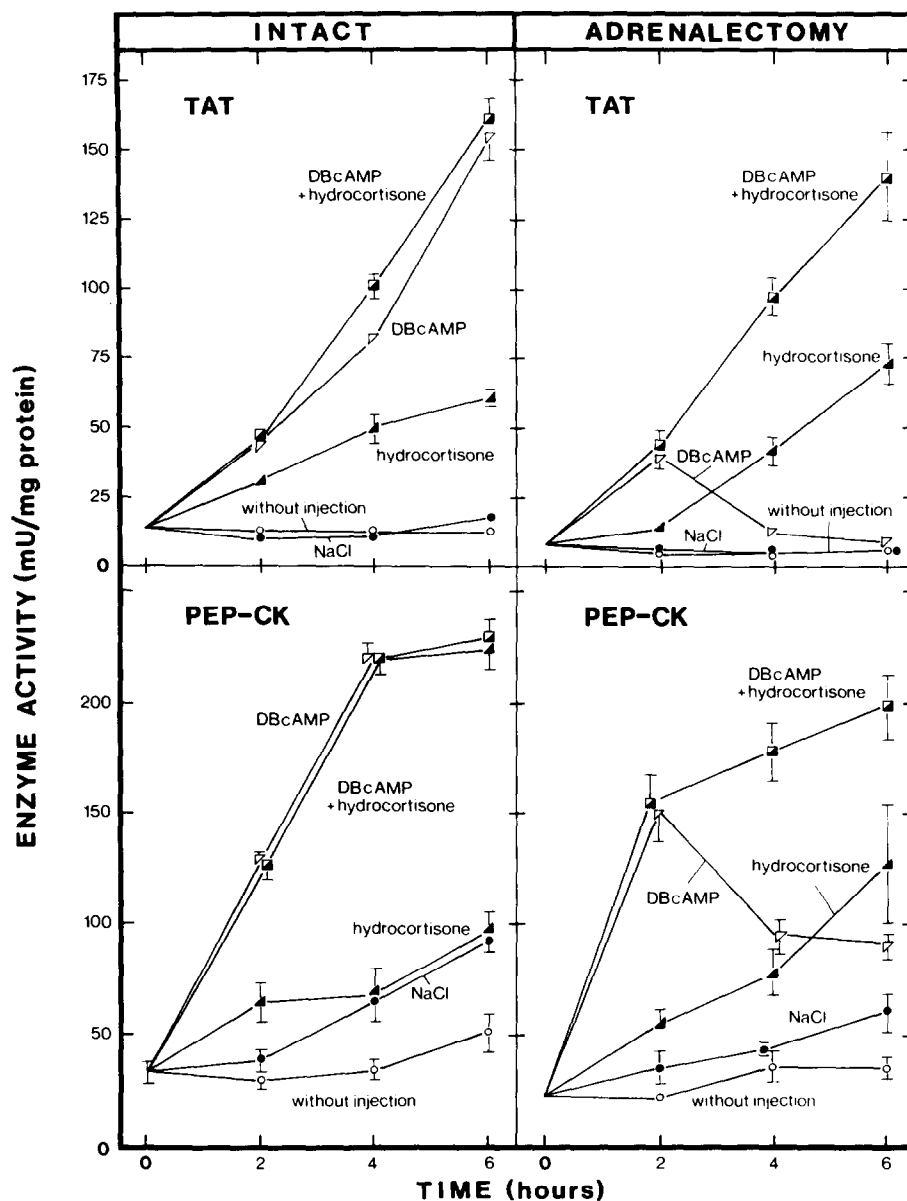 INTACT
ADRENALECTOMY
ENZYME ACTIVITY (mU/mg protein)
175
150
125
100
75
50
25
0
TAT
DBcAMP
+ hydrocortisone
DBcAMP
hydrocortisone
without injection
NaCl
TAT
DBcAMP
+ hydrocortisone
hydrocortisone
DBcAMP
without injection
NaCl
200
150
100
50
0
PEP-CK
DBcAMP
DBcAMP
+ hydrocortisone
hydrocortisone
NaCl
without injection
PEP-CK
DBcAMP
+ hydrocortisone
hydrocortisone
DBcAMP
NaCl
without injection
0 2 4 6
0 2 4 6
TIME (hours)